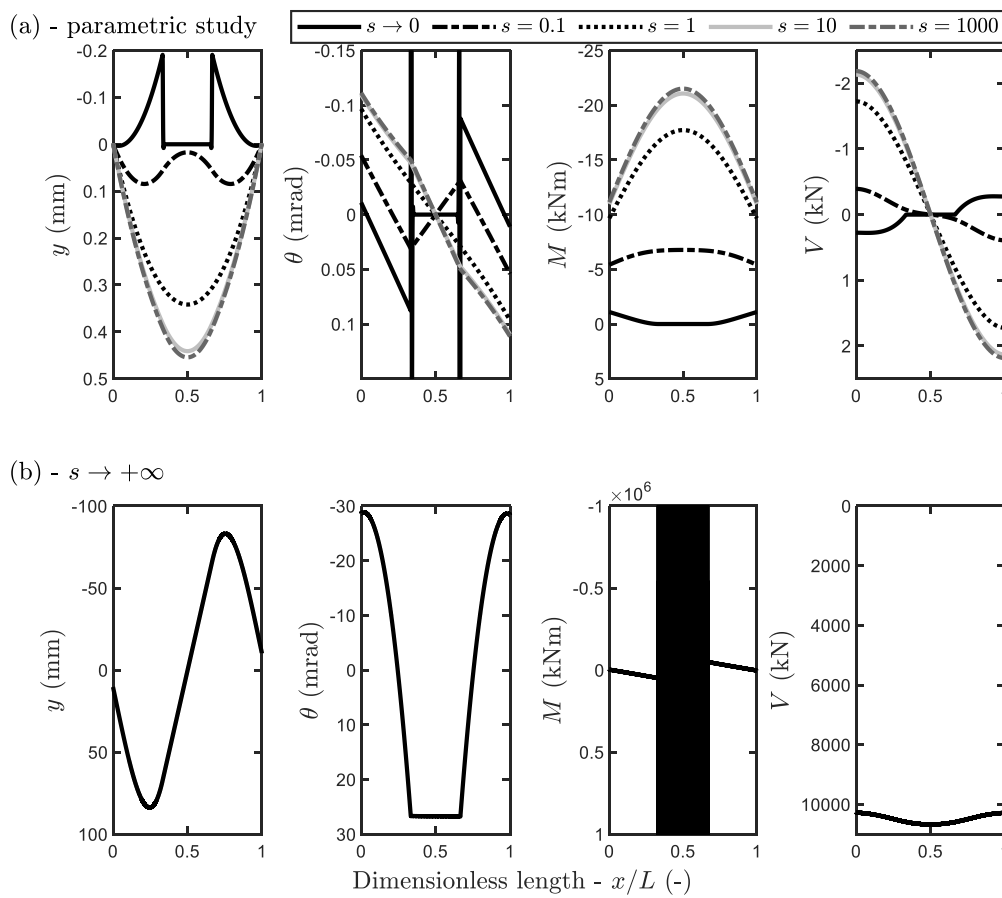 (a) - parametric study
s → 0 s = 0.1 s = 1 s = 10 s = 1000
-0.2 -0.15 -25 -2
-0.1 -0.1 -20 -1
0 -0.05 -15 0
0.1 0 -10 1
0.2 0.05 -5 2
0.3 0.1 0
0.4 5
0.5
y (mm) θ (mrad) M (kNm) V (kN)
0 0.5 1 0 0.5 1 0 0.5 1 0 0.5 1
(b) - s → +∞
×10⁶
-100 -30 -1 0
-50 -20 -0.5 2000
0 -10 0 4000
50 0 0.5 6000
100 10 1 8000
20 10000
30
y (mm) θ (mrad) M (kNm) V (kN)
0 0.5 1 0 0.5 1 0 0.5 1 0 0.5 1
Dimensionless length - x/L (-)